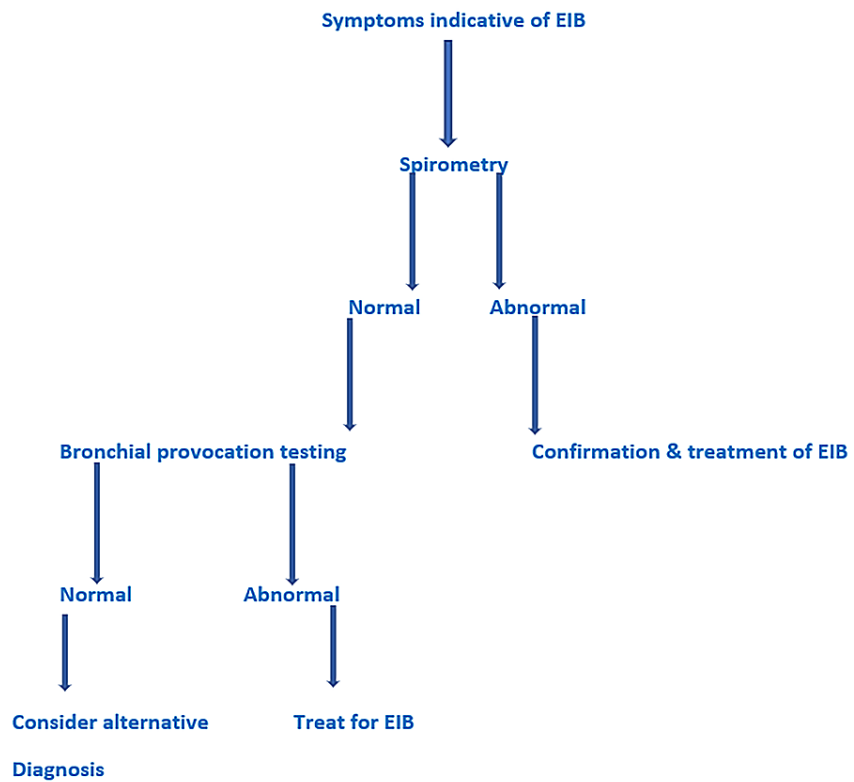 Symptoms indicative of EIB
Spirometry
Normal
Abnormal
Bronchial provocation testing
Confirmation & treatment of EIB
Normal
Abnormal
Consider alternative
Treat for EIB
Diagnosis